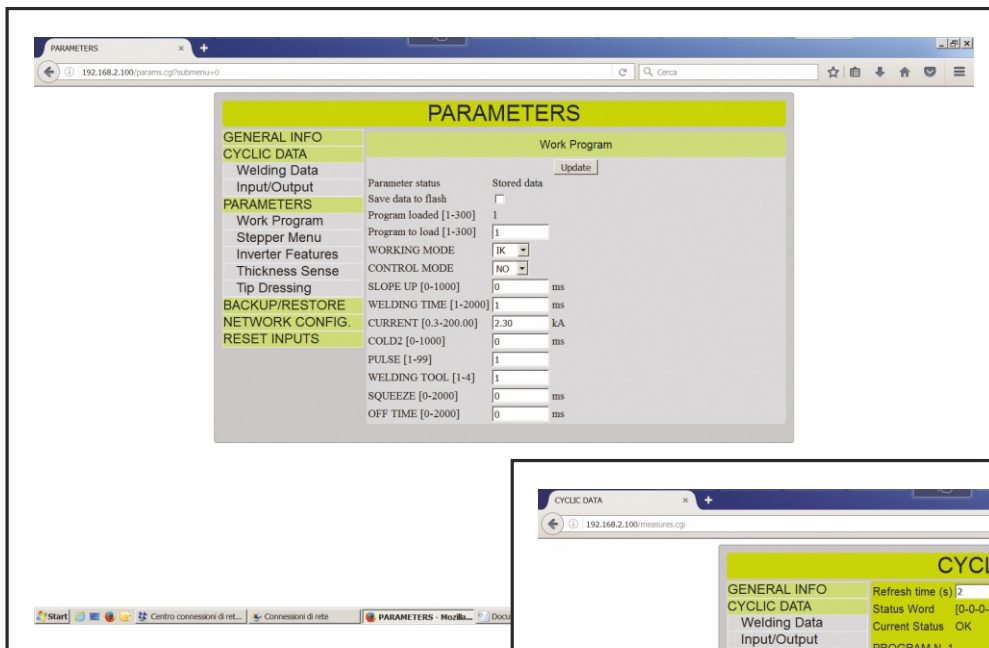 PARAMETERS
192.168.2.100/params.cgi?submenu=0
Cerca
PARAMETERS
GENERAL INFO
CYCLIC DATA
Welding Data
Input/Output
PARAMETERS
Work Program
Stepper Menu
Inverter Features
Thickness Sense
Tip Dressing
BACKUP/RESTORE
NETWORK CONFIG.
RESET INPUTS
Work Program
Update
Parameter status Stored data
Save data to flash
Program loaded [1-300] 1
Program to load [1-300] 1
WORKING MODE IK
CONTROL MODE NO
SLOPE UP [0-1000] 0 ms
WELDING TIME [1-2000] 1 ms
CURRENT [0.3-200.00] 2.30 kA
COLD2 [0-1000] 0 ms
PULSE [1-99] 1
WELDING TOOL [1-4] 1
SQUEEZE [0-2000] 0 ms
OFF TIME [0-2000] 0 ms
Start Centro connessioni di ret... Connessioni di rete PARAMETERS - Mozilla... Docu
CYCLIC DATA
192.168.2.100/measures.cgi
CYCL
GENERAL INFO
CYCLIC DATA
Welding Data
Input/Output
Refresh time (s) 2
Status Word [0-0-0-
Current Status OK
PROGRAM N. 1